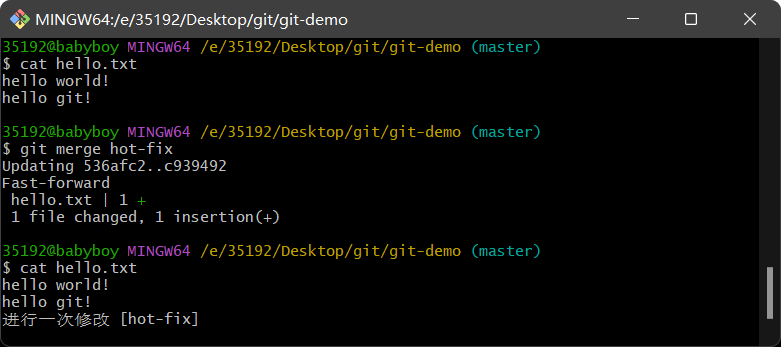 MINGW64:/e/35192/Desktop/git/git-demo
35192@babyboy MINGW64 /e/35192/Desktop/git/git-demo (master)
$ cat hello.txt
hello world!
hello git!
35192@babyboy MINGW64 /e/35192/Desktop/git/git-demo (master)
$ git merge hot-fix
Updating 536afc2..c939492
Fast-forward
 hello.txt | 1 +
 1 file changed, 1 insertion(+)
35192@babyboy MINGW64 /e/35192/Desktop/git/git-demo (master)
$ cat hello.txt
hello world!
hello git!
进行一次修改 [hot-fix]